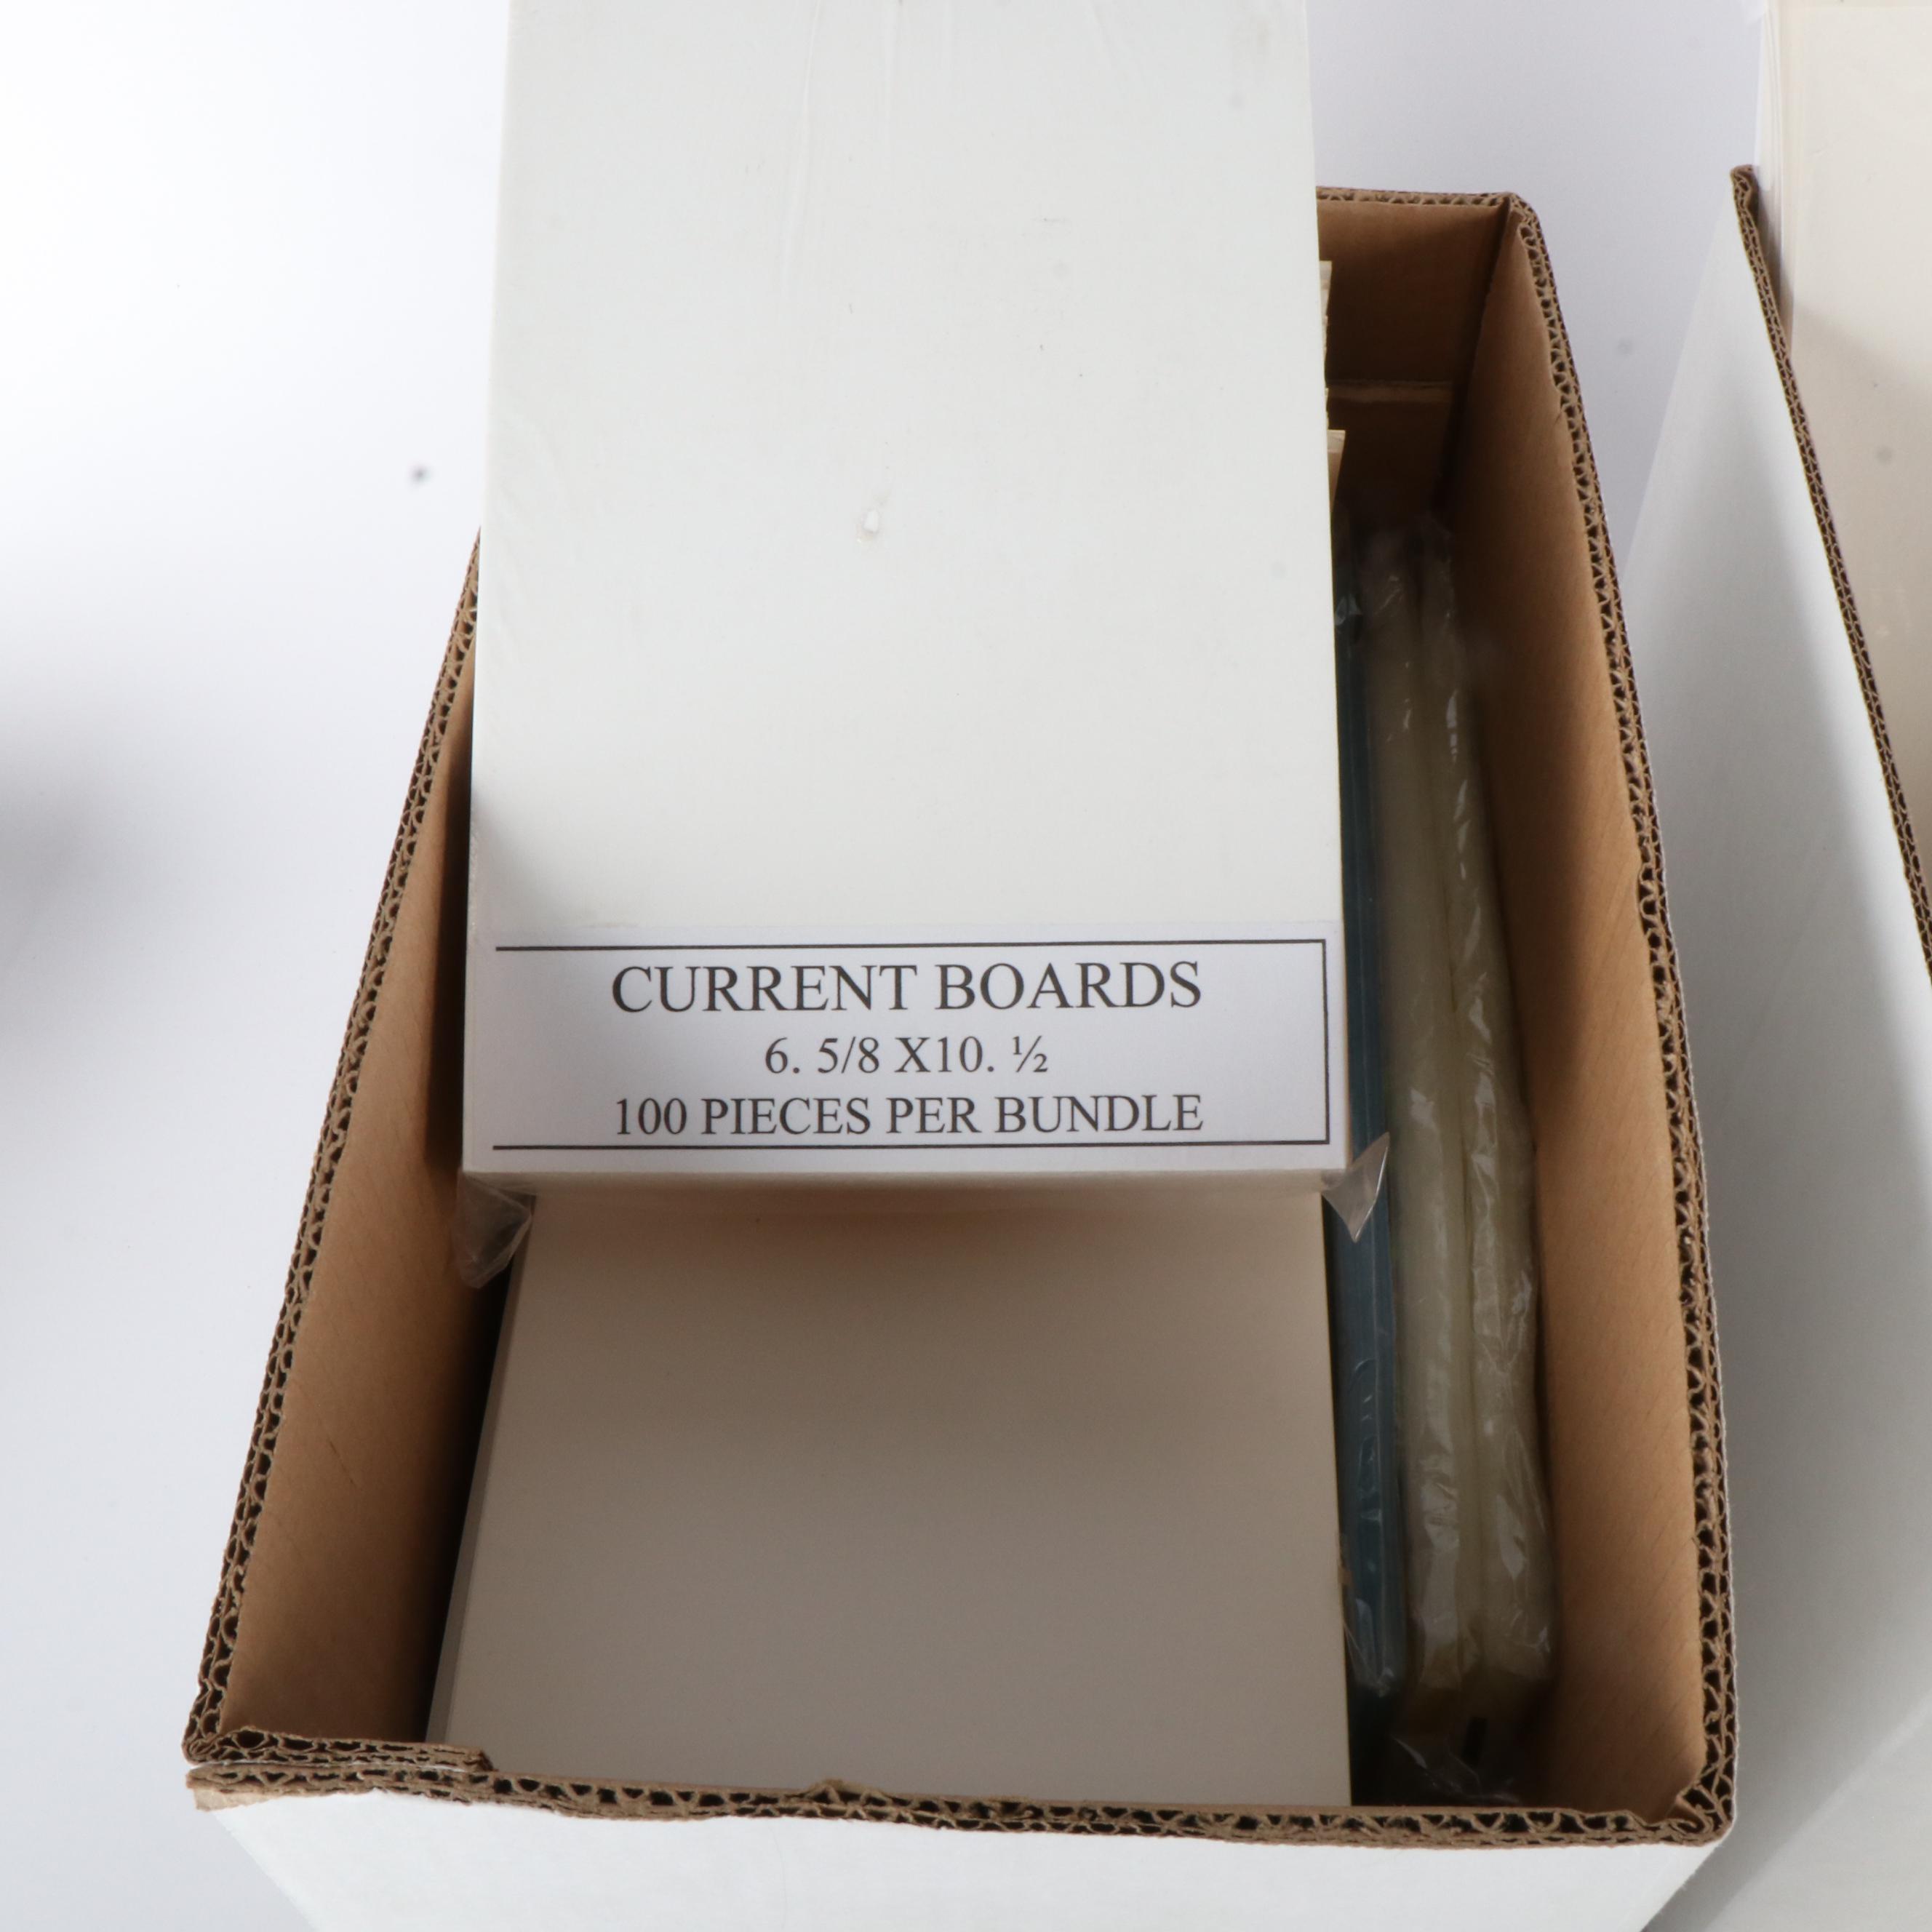 CURRENT BOARDS
6. 5/8 X10. ½
100 PIECES PER BUNDLE